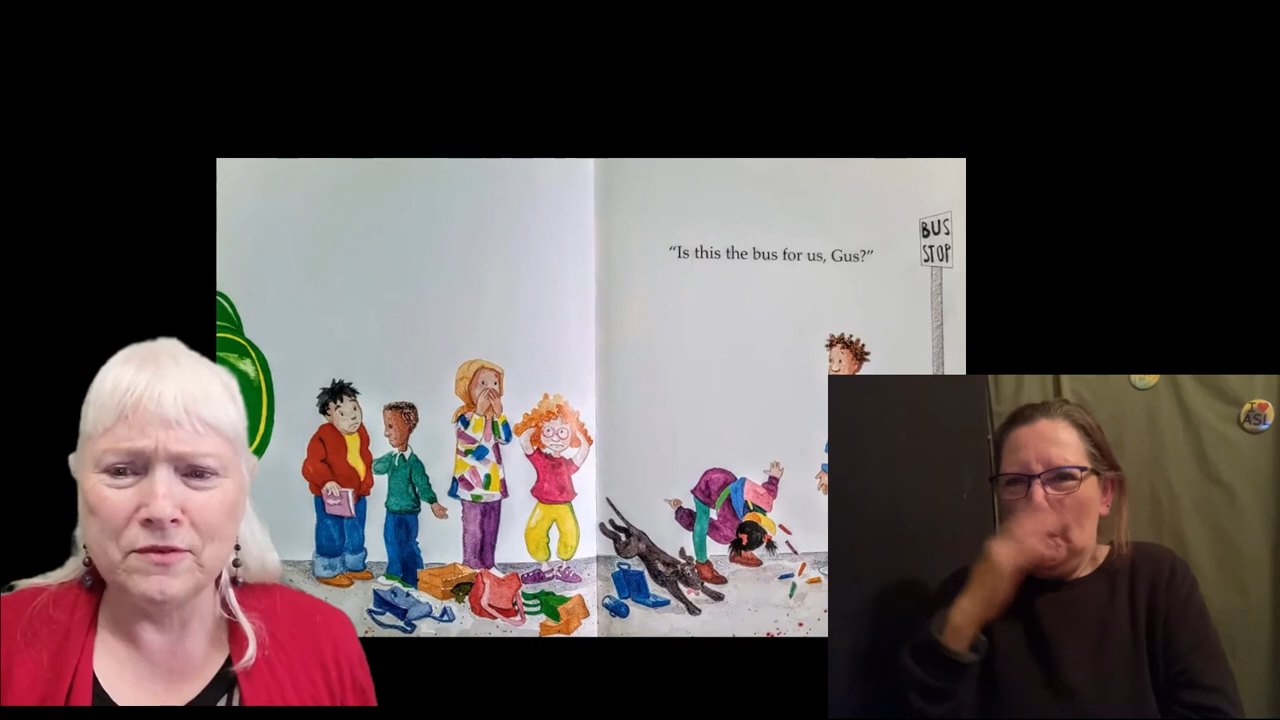 "Is this the bus for us, Gus?"
BUS
STOP
I ❤ ASL